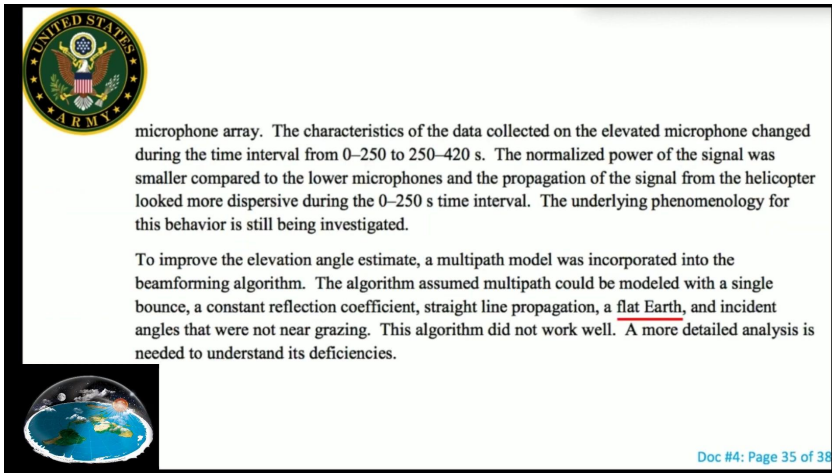 UNITED STATES
ARMY
microphone array. The characteristics of the data collected on the elevated microphone changed
during the time interval from 0–250 to 250–420 s. The normalized power of the signal was
smaller compared to the lower microphones and the propagation of the signal from the helicopter
looked more dispersive during the 0–250 s time interval. The underlying phenomenology for
this behavior is still being investigated.
To improve the elevation angle estimate, a multipath model was incorporated into the
beamforming algorithm. The algorithm assumed multipath could be modeled with a single
bounce, a constant reflection coefficient, straight line propagation, a flat Earth, and incident
angles that were not near grazing. This algorithm did not work well. A more detailed analysis is
needed to understand its deficiencies.
Doc #4: Page 35 of 38